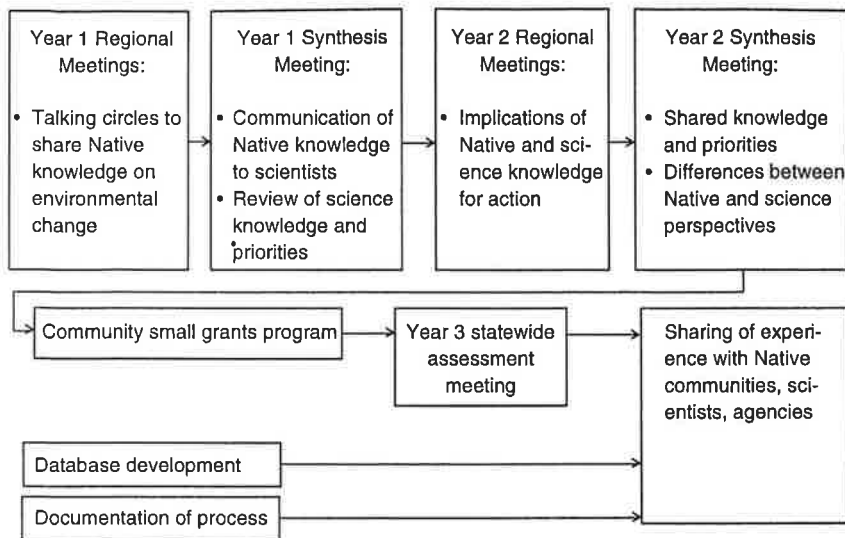 Year 1 Regional
Meetings:
• Talking circles to
share Native
knowledge on
environmental
change
Year 1 Synthesis
Meeting:
• Communication of
Native knowledge
to scientists
• Review of science
knowledge and
priorities
Year 2 Regional
Meetings:
• Implications of
Native and sci-
ence knowledge
for action
Year 2 Synthesis
Meeting:
• Shared knowledge
and priorities
• Differences between
Native and science
perspectives
Community small grants program
Year 3 statewide
assessment
meeting
Sharing of experi-
ence with Native
communities, sci-
entists, agencies
Database development
Documentation of process